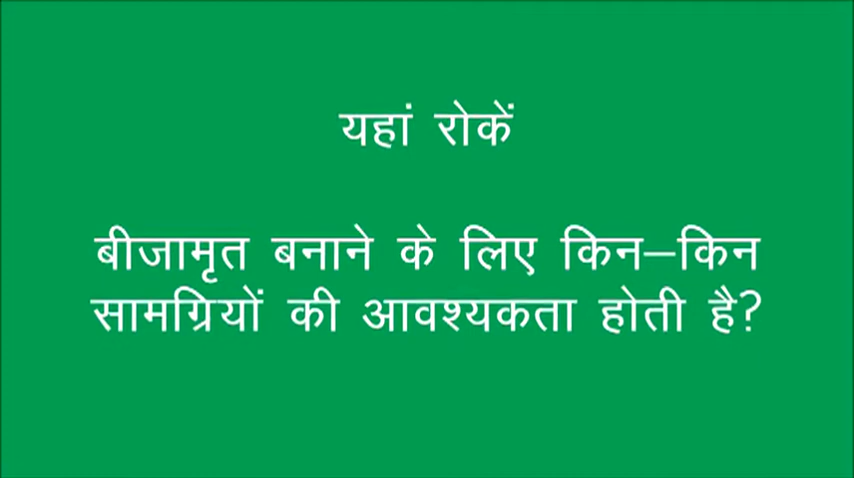 यहां रोकें
बीजामृत बनाने के लिए किन–किन
सामग्रियों की आवश्यकता होती है?